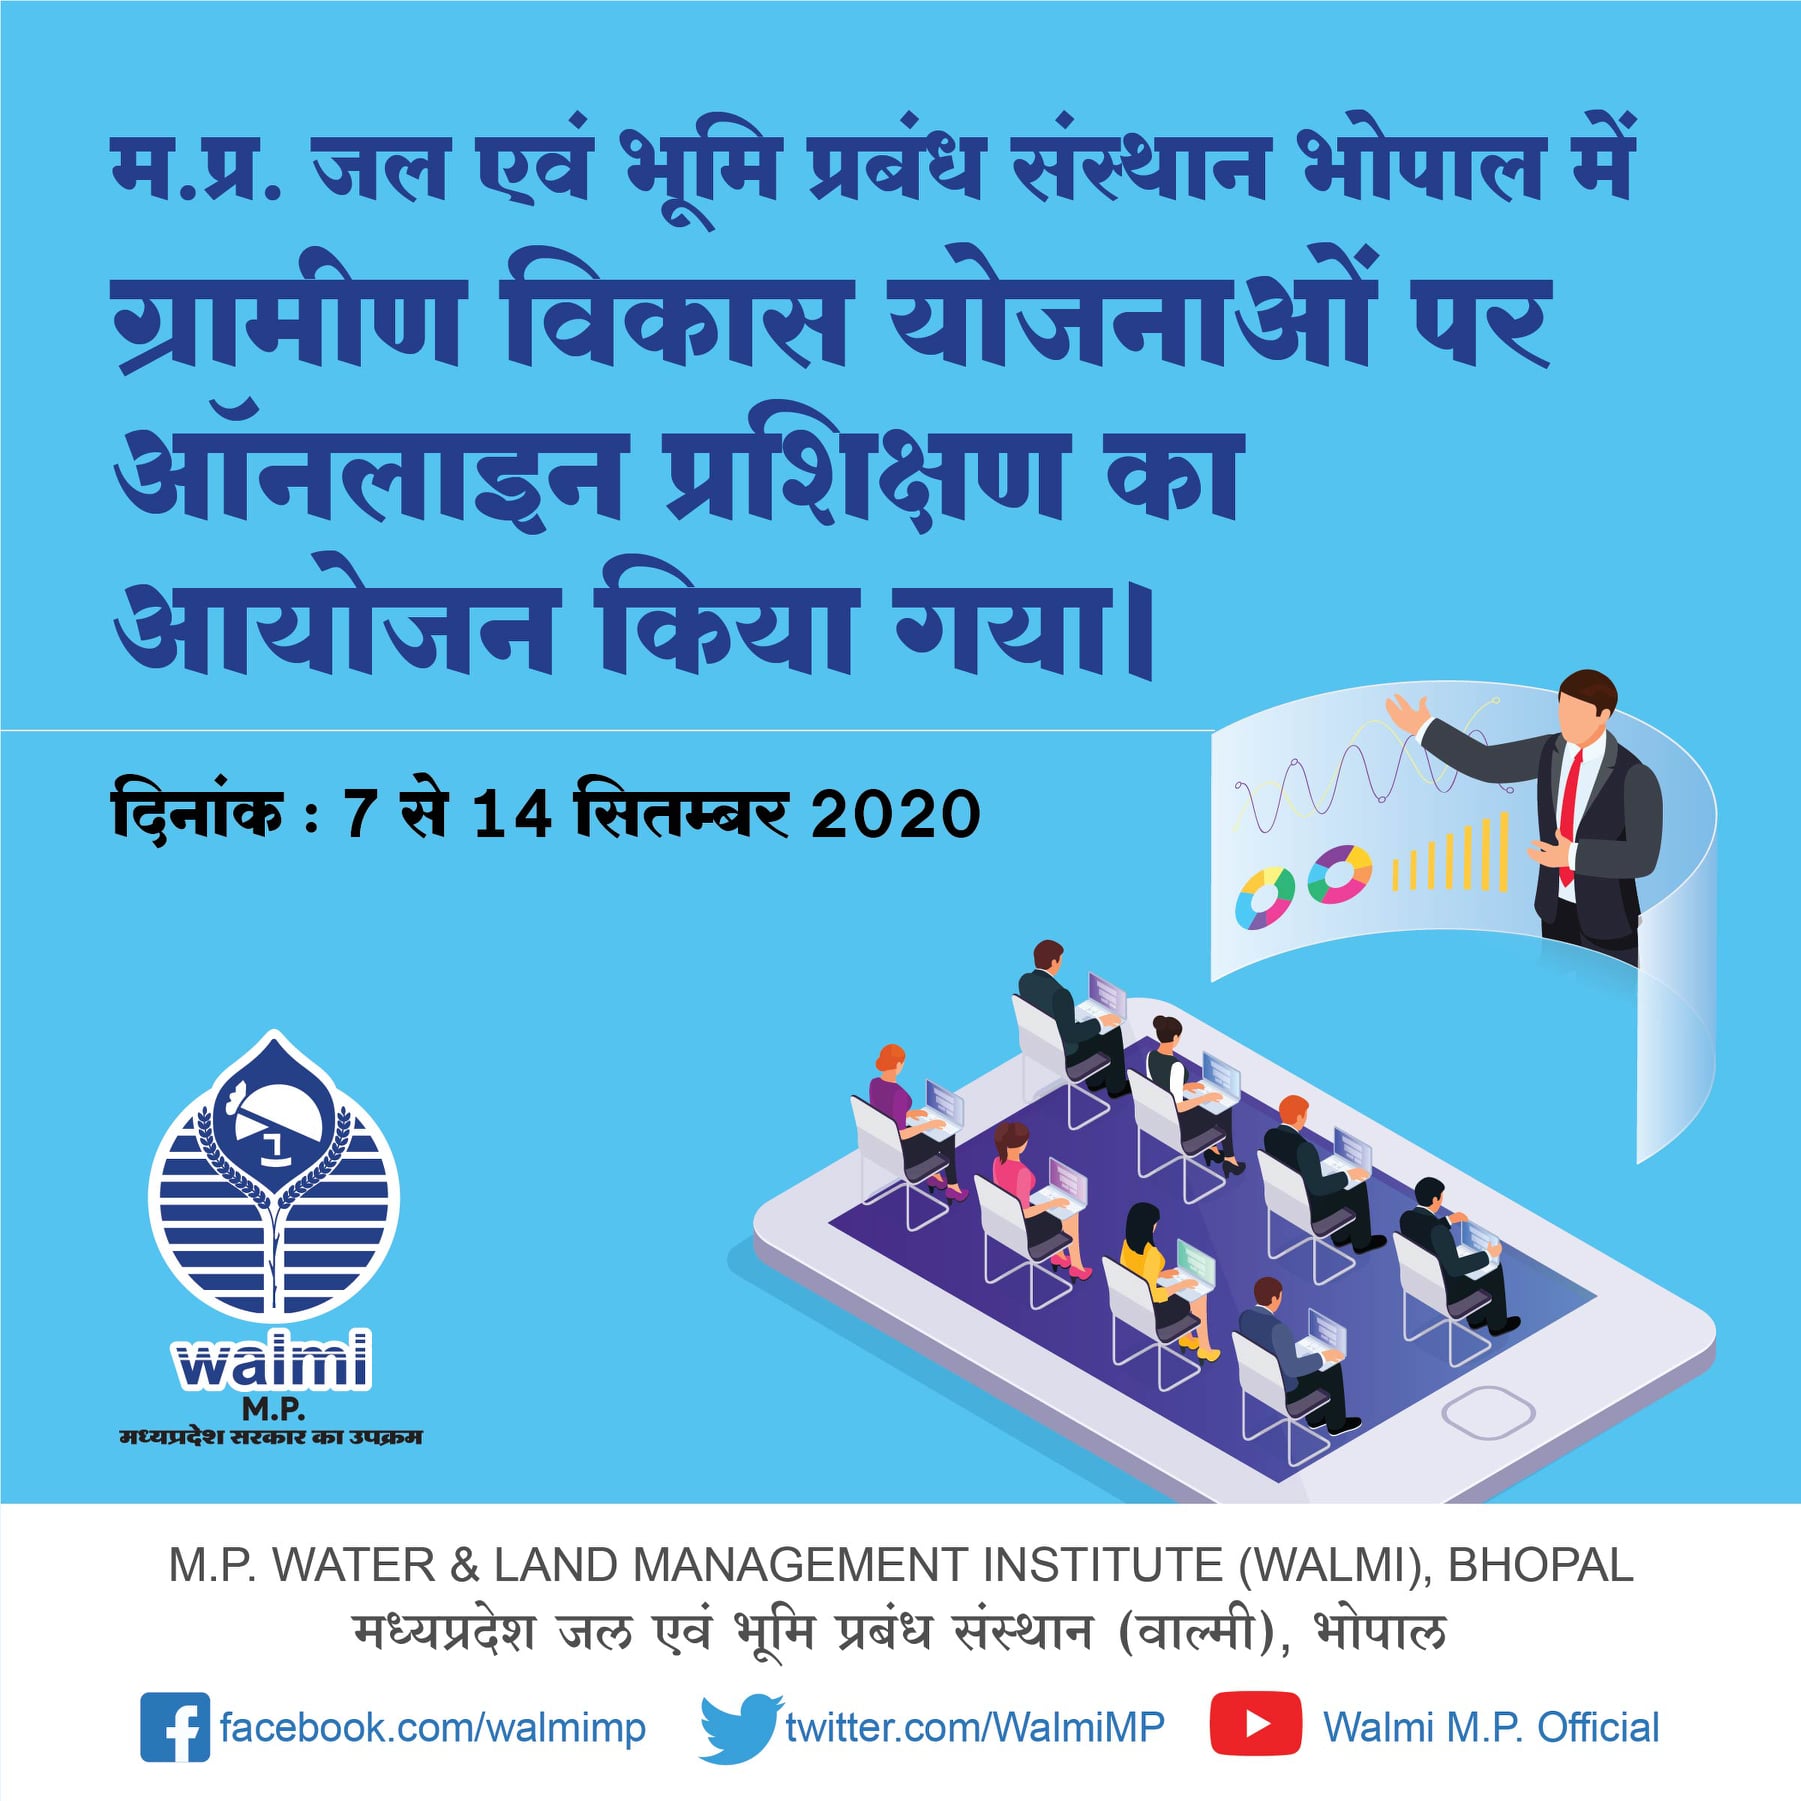 म.प्र. जल एवं भूमि प्रबंध संस्थान भोपाल में
ग्रामीण विकास योजनाओं पर
ऑनलाइन प्रशिक्षण का
आयोजन किया गया।
दिनांक : 7 से 14 सितम्बर 2020
walmi
M.P.
मध्यप्रदेश सरकार का उपक्रम
M.P. WATER & LAND MANAGEMENT INSTITUTE (WALMI), BHOPAL
मध्यप्रदेश जल एवं भूमि प्रबंध संस्थान (वाल्मी), भोपाल
facebook.com/walmimp twitter.com/WalmiMP Walmi M.P. Official